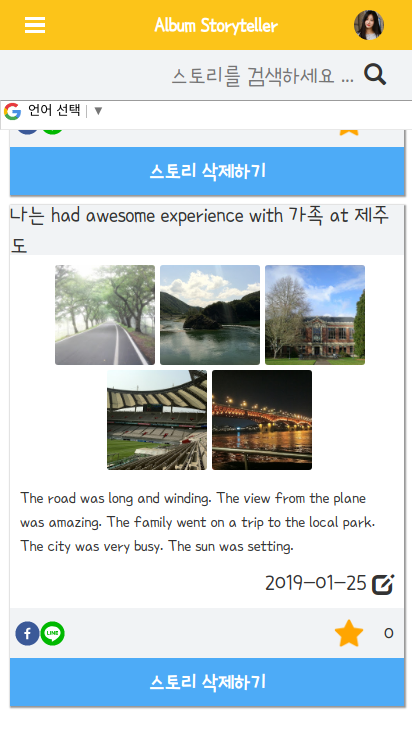 Album Storyteller
스토리를 검색하세요 ...
언어 선택 ▼
스토리 삭제하기
나는 had awesome experience with 가족 at 제주
도
The road was long and winding. The view from the plane
was amazing. The family went on a trip to the local park.
The city was very busy. The sun was setting.
2019-01-25
LINE
0
스토리 삭제하기